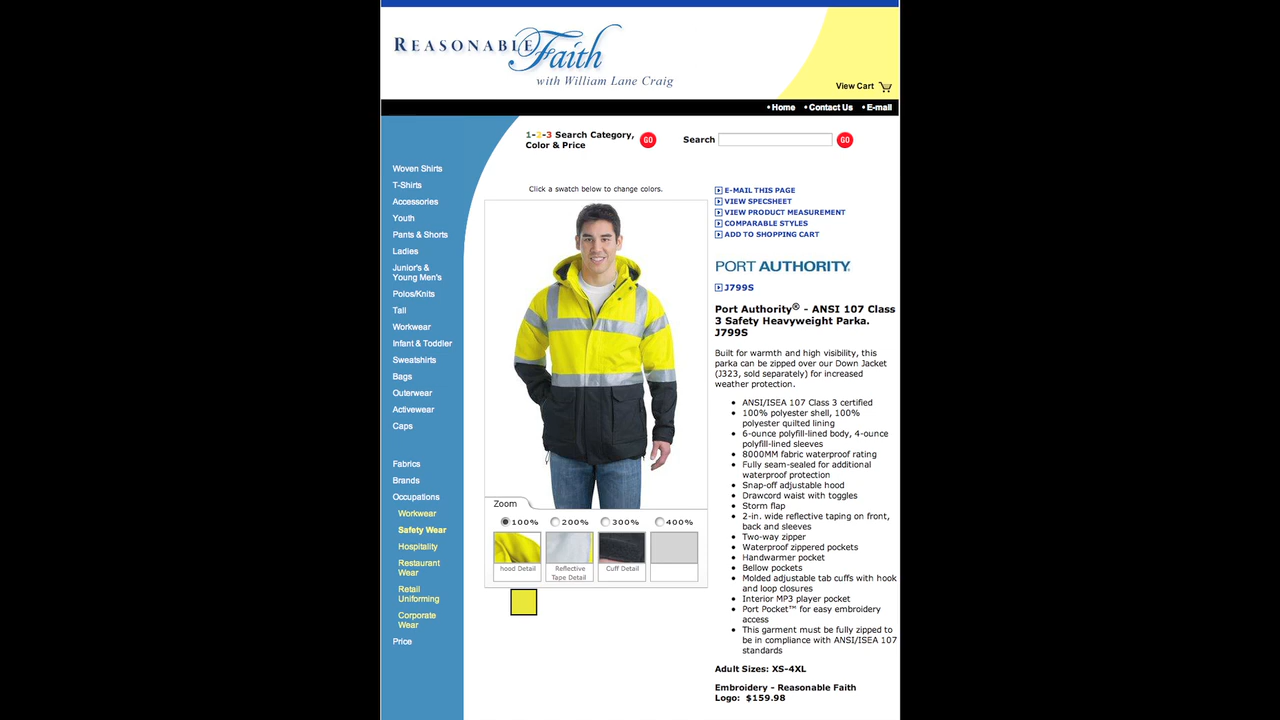 REASONABLE Faith
with William Lane Craig
View Cart
• Home • Contact Us • E-mail
1-2-3 Search Category,
Color & Price
GO
Search
GO
Woven Shirts
T-Shirts
Accessories
Youth
Pants & Shorts
Ladies
Junior's &
Young Men's
Polos/Knits
Tall
Workwear
Infant & Toddler
Sweatshirts
Bags
Outerwear
Activewear
Caps
Fabrics
Brands
Occupations
Workwear
Safety Wear
Hospitality
Restaurant
Wear
Retail
Uniforming
Corporate
Wear
Price
Click a swatch below to change colors.
Zoom
100% 200% 300% 400%
hood Detail
Reflective
Tape Detail
Cuff Detail
E-MAIL THIS PAGE
VIEW SPECSHEET
VIEW PRODUCT MEASUREMENT
COMPARABLE STYLES
ADD TO SHOPPING CART
PORT AUTHORITY
J799S
Port Authority® - ANSI 107 Class
3 Safety Heavyweight Parka.
J799S
Built for warmth and high visibility, this
parka can be zipped over our Down Jacket
(J323, sold separately) for increased
weather protection.
• ANSI/ISEA 107 Class 3 certified
• 100% polyester shell, 100%
polyester quilted lining
• 6-ounce polyfill-lined body, 4-ounce
polyfill-lined sleeves
• 8000MM fabric waterproof rating
• Fully seam-sealed for additional
waterproof protection
• Snap-off adjustable hood
• Drawcord waist with toggles
• Storm flap
• 2-in. wide reflective taping on front,
back and sleeves
• Two-way zipper
• Waterproof zippered pockets
• Handwarmer pocket
• Bellow pockets
• Molded adjustable tab cuffs with hook
and loop closures
• Interior MP3 player pocket
• Port Pocket™ for easy embroidery
access
• This garment must be fully zipped to
be in compliance with ANSI/ISEA 107
standards
Adult Sizes: XS-4XL
Embroidery - Reasonable Faith
Logo: $159.98